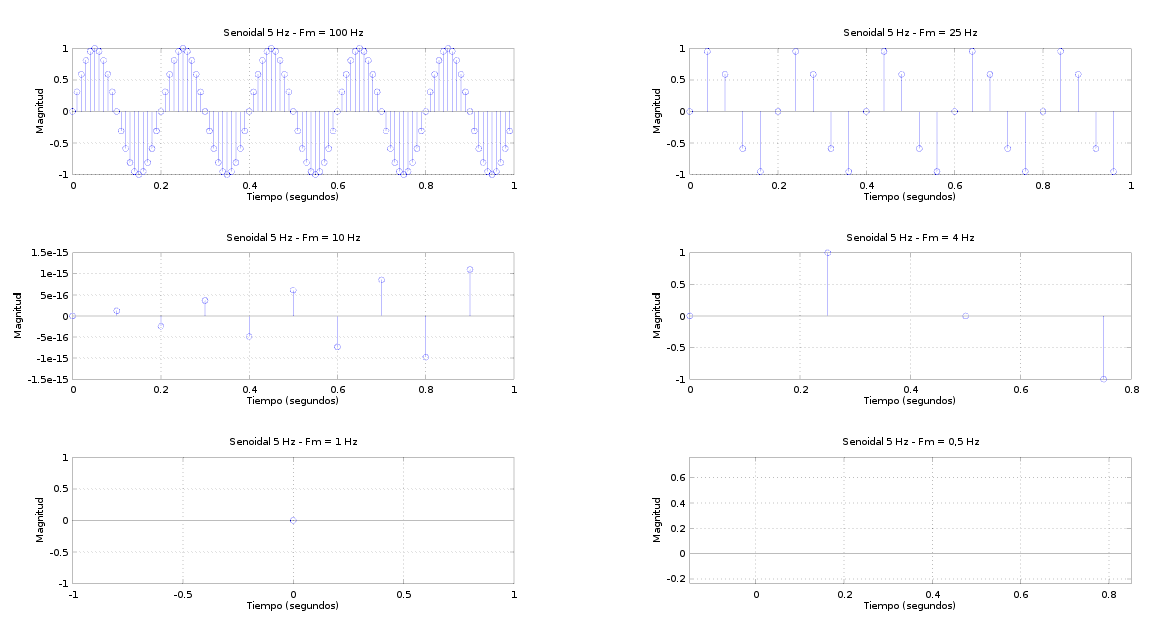 Senoidal 5 Hz - Fm = 100 Hz
Magnitud
1
0.5
0
-0.5
-1
0 0.2 0.4 0.6 0.8 1
Tiempo (segundos)
Senoidal 5 Hz - Fm = 25 Hz
Magnitud
1
0.5
0
-0.5
-1
0 0.2 0.4 0.6 0.8 1
Tiempo (segundos)
Senoidal 5 Hz - Fm = 10 Hz
Magnitud
1.5e-15
1e-15
5e-16
0
-5e-16
-1e-15
-1.5e-15
0 0.2 0.4 0.6 0.8 1
Tiempo (segundos)
Senoidal 5 Hz - Fm = 4 Hz
Magnitud
1
0.5
0
-0.5
-1
0 0.2 0.4 0.6 0.8
Tiempo (segundos)
Senoidal 5 Hz - Fm = 1 Hz
Magnitud
1
0.5
0
-0.5
-1
-1 -0.5 0 0.5 1
Tiempo (segundos)
Senoidal 5 Hz - Fm = 0,5 Hz
Magnitud
0.6
0.4
0.2
0
-0.2
0 0.2 0.4 0.6 0.8
Tiempo (segundos)